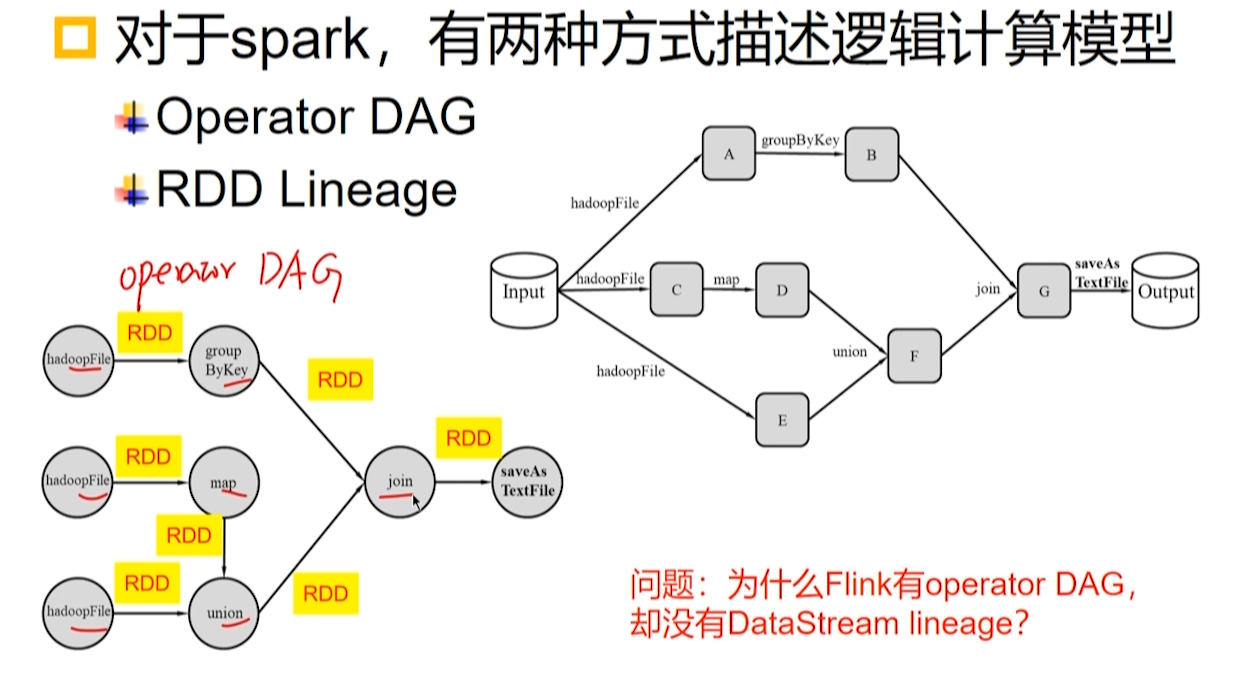 对于spark，有两种方式描述逻辑计算模型
Operator DAG
RDD Lineage
operator DAG
hadoopFile
RDD
group
ByKey
RDD
hadoopFile
RDD
map
RDD
hadoopFile
RDD
union
RDD
join
RDD
saveAs
TextFile
Input
hadoopFile
A
groupByKey
B
hadoopFile
C
map
D
hadoopFile
E
union
F
join
G
saveAs
TextFile
Output
问题：为什么Flink有operator DAG，
却没有DataStream lineage？